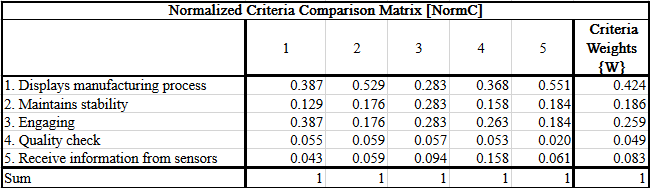 Normalized Criteria Comparison Matrix [NormC]
1 2 3 4 5 Criteria Weights {W}
1. Displays manufacturing process 0.387 0.529 0.283 0.368 0.551 0.424
2. Maintains stability 0.129 0.176 0.283 0.158 0.184 0.186
3. Engaging 0.387 0.176 0.283 0.263 0.184 0.259
4. Quality check 0.055 0.059 0.057 0.053 0.020 0.049
5. Receive information from sensors 0.043 0.059 0.094 0.158 0.061 0.083
Sum 1 1 1 1 1 1